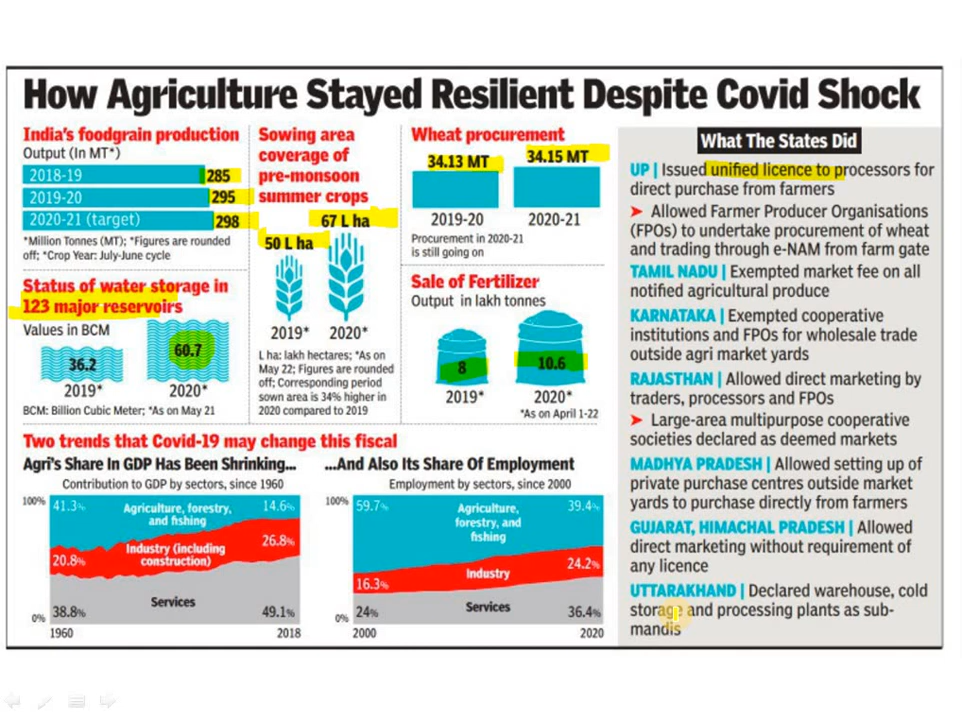 How Agriculture Stayed Resilient Despite Covid Shock
India's foodgrain production
Output (In MT*)
2018-19 285
2019-20 295
2020-21 (target) 298
*Million Tonnes (MT); *Figures are rounded
off; *Crop Year: July-June cycle
Status of water storage in
123 major reservoirs
Values in BCM
36.2
60.7
2019*
2020*
BCM: Billion Cubic Meter; *As on May 21
Sowing area
coverage of
pre-monsoon
summer crops
67 L ha
50 L ha
2019* 2020*
L ha: lakh hectares; *As on
May 22; Figures are rounded
off; Corresponding period
sown area is 34% higher in
2020 compared to 2019
Wheat procurement
34.13 MT
34.15 MT
2019-20
2020-21
Procurement in 2020-21
is still going on
Sale of Fertilizer
Output in lakh tonnes
8
10.6
2019*
2020*
*As on April 1-22
Two trends that Covid-19 may change this fiscal
Agri's Share In GDP Has Been Shrinking...
Contribution to GDP by sectors, since 1960
100%
41.3%
Agriculture, forestry,
and fishing
14.6%
20.8%
Industry (including
construction)
26.8%
Services
0%
38.8%
49.1%
1960
2018
...And Also Its Share Of Employment
Employment by sectors, since 2000
100%
59.7%
Agriculture,
forestry, and
fishing
39.4%
16.3%
Industry
24.2%
Services
0%
24%
36.4%
2000
2020
What The States Did
UP | Issued unified licence to processors for
direct purchase from farmers
➤ Allowed Farmer Producer Organisations
(FPOs) to undertake procurement of wheat
and trading through e-NAM from farm gate
TAMIL NADU | Exempted market fee on all
notified agricultural produce
KARNATAKA | Exempted cooperative
institutions and FPOs for wholesale trade
outside agri market yards
RAJASTHAN | Allowed direct marketing by
traders, processors and FPOs
➤ Large-area multipurpose cooperative
societies declared as deemed markets
MADHYA PRADESH | Allowed setting up of
private purchase centres outside market
yards to purchase directly from farmers
GUJARAT, HIMACHAL PRADESH | Allowed
direct marketing without requirement of
any licence
UTTARAKHAND | Declared warehouse, cold
storage and processing plants as sub-
mandis